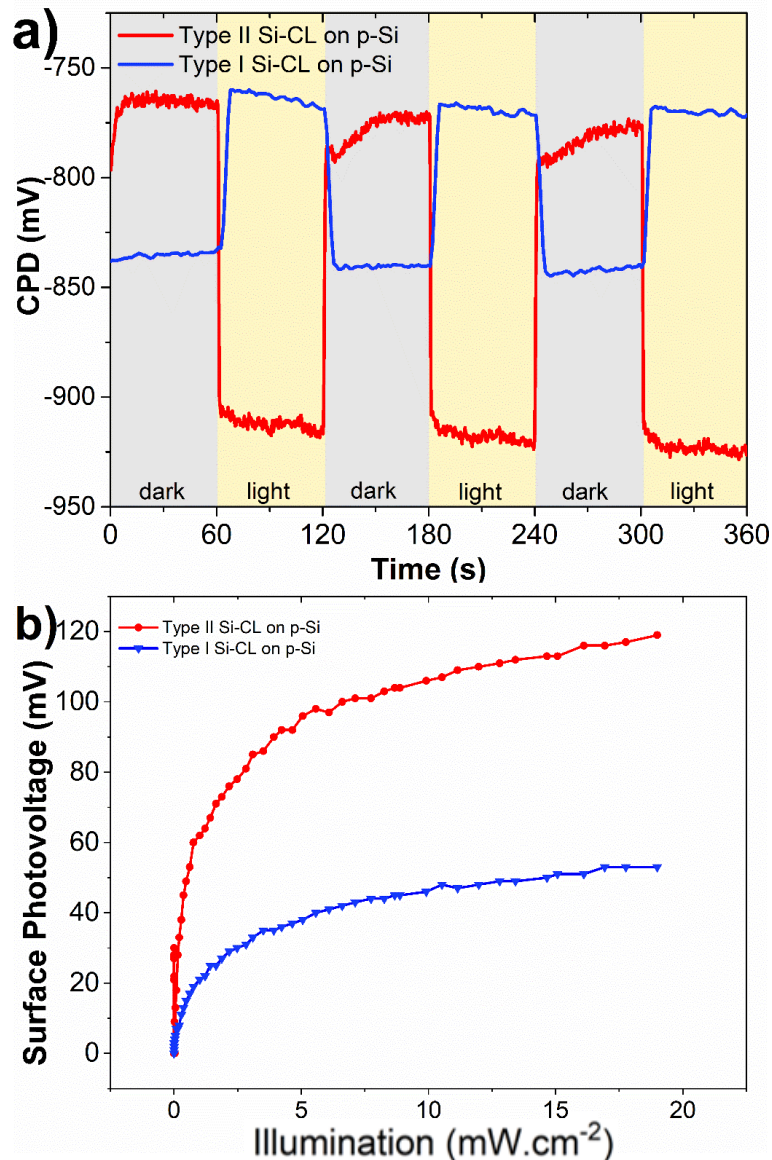 a)
Type II Si-CL on p-Si
Type I Si-CL on p-Si
-750
-800
-850
-900
-950
CPD (mV)
dark light dark light dark light
0 60 120 180 240 300 360
Time (s)
b)
Type II Si-CL on p-Si
Type I Si-CL on p-Si
120
100
80
60
40
20
0
Surface Photovoltage (mV)
0 5 10 15 20
Illumination (mW.cm⁻²)